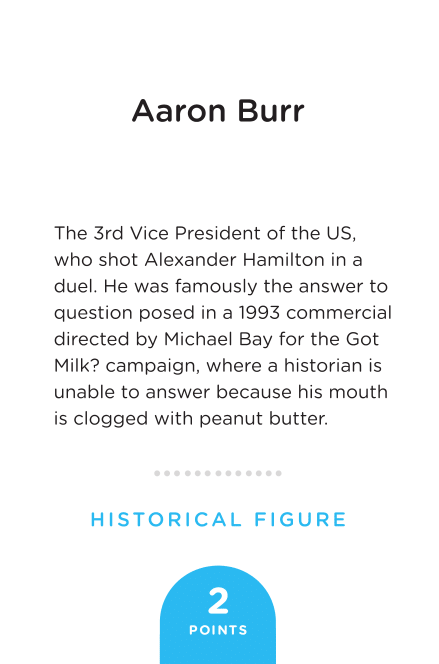 Aaron Burr
The 3rd Vice President of the US,
who shot Alexander Hamilton in a
duel. He was famously the answer to
question posed in a 1993 commercial
directed by Michael Bay for the Got
Milk? campaign, where a historian is
unable to answer because his mouth
is clogged with peanut butter.
HISTORICAL FIGURE
2
POINTS